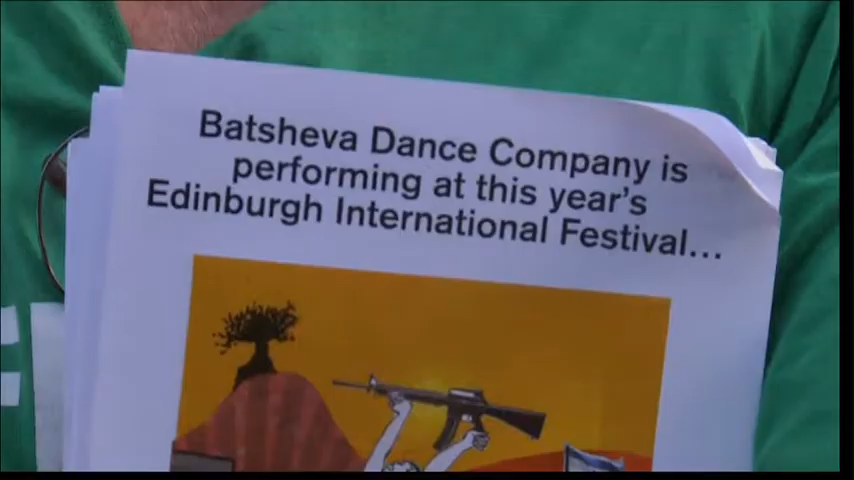 Batsheva Dance Company is
performing at this year's
Edinburgh International Festival...